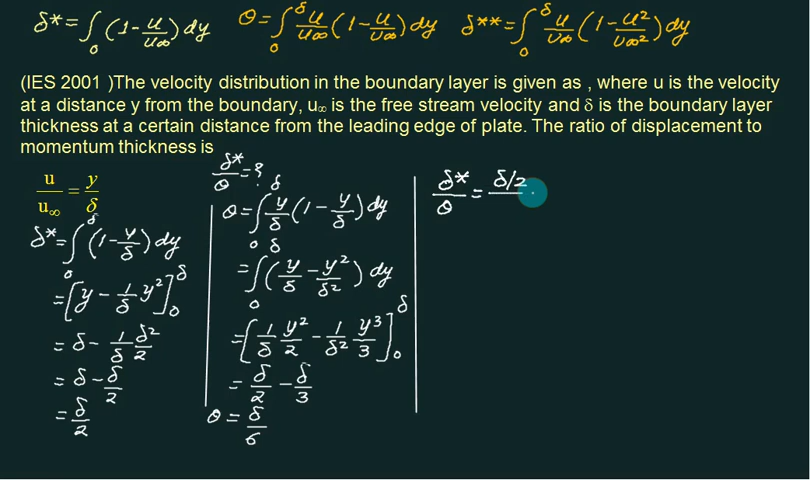 δ* = ∫₀^δ (1 - u/u∞) dy    θ = ∫₀^δ u/u∞ (1 - u/u∞) dy    δ** = ∫₀^δ u/u∞ (1 - u²/u∞²) dy
(IES 2001 )The velocity distribution in the boundary layer is given as , where u is the velocity
at a distance y from the boundary, u∞ is the free stream velocity and δ is the boundary layer
thickness at a certain distance from the leading edge of plate. The ratio of displacement to
momentum thickness is
u/u∞ = y/δ
δ* = ∫₀^δ (1 - y/δ) dy
= [y - 1/δ y²]₀^δ
= δ - 1/δ δ²/2
= δ - δ/2
= δ/2
δ*/θ = ?
θ = ∫₀^δ y/δ (1 - y/δ) dy
= ∫₀^δ (y/δ - y²/δ²) dy
= [1/δ y²/2 - 1/δ² y³/3]₀^δ
= δ/2 - δ/3
θ = δ/6
δ*/θ = δ/2